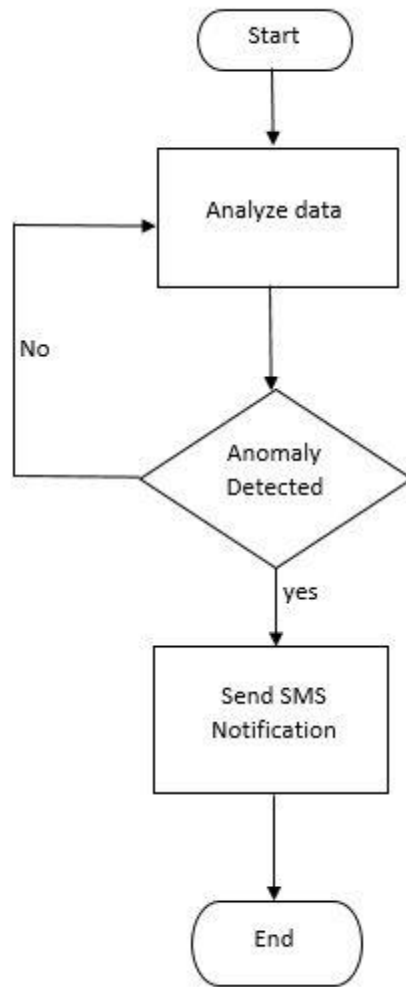 Start
Analyze data
No
Anomaly
Detected
yes
Send SMS
Notification
End